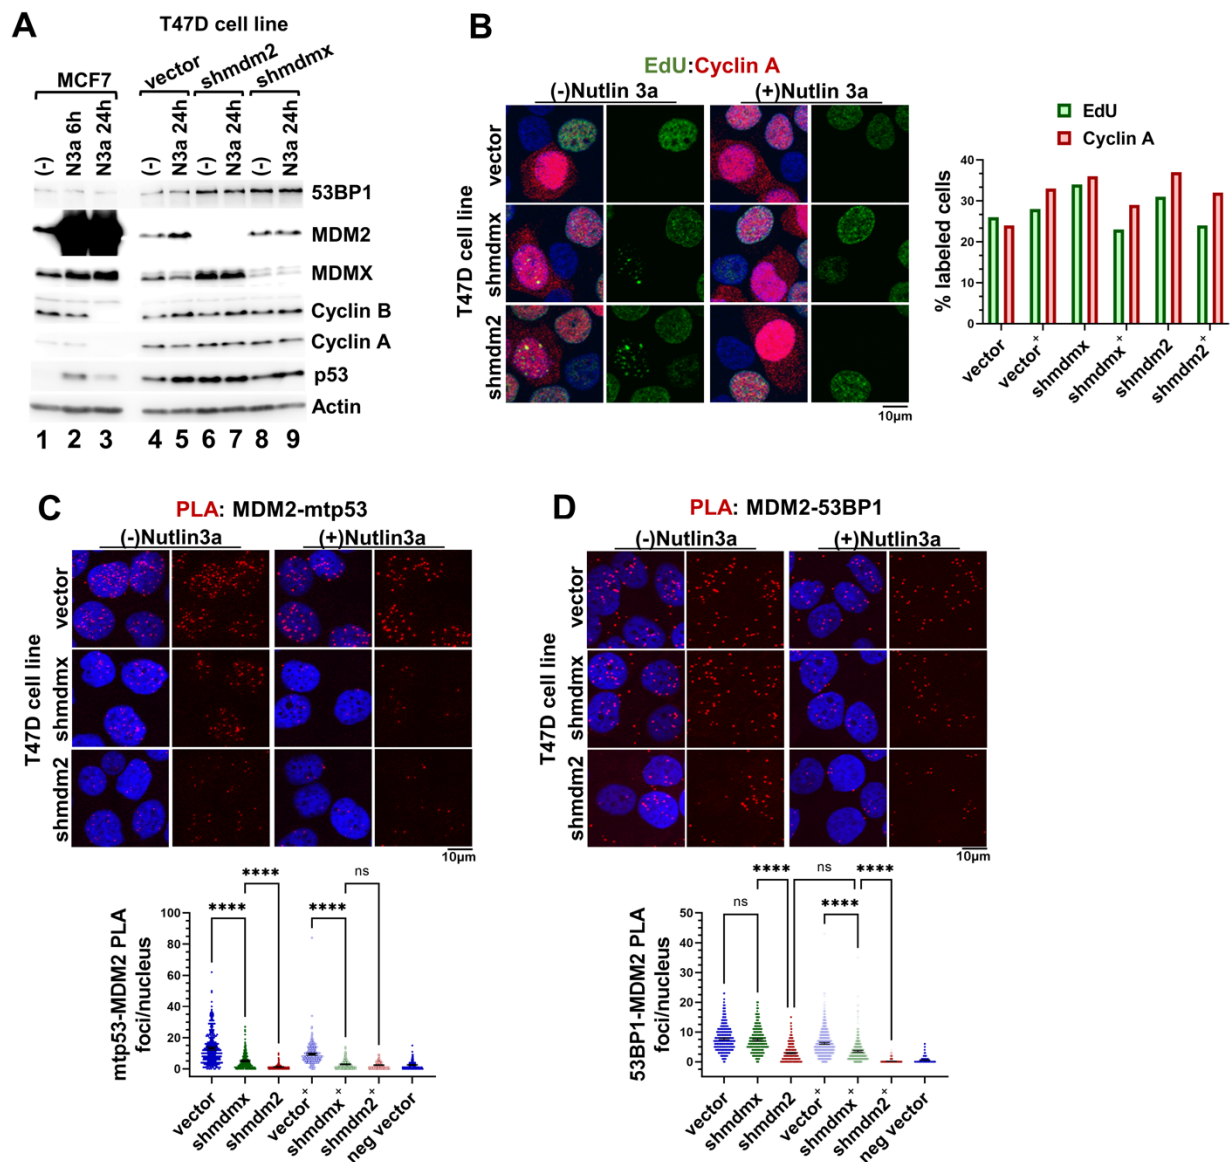 A
T47D cell line
MCF7
vector
shmdm2
shmdmx
(-)
N3a 6h
N3a 24h
(-)
N3a 24h
(-)
N3a 24h
(-)
N3a 24h
53BP1
MDM2
MDMX
Cyclin B
Cyclin A
p53
Actin
1 2 3 4 5 6 7 8 9
B
EdU:Cyclin A
(-)Nutlin 3a (+)Nutlin 3a
T47D cell line
vector
shmdmx
shmdm2
10µm
EdU
Cyclin A
% labeled cells
40
30
20
10
0
vector
vector+
shmdmx
shmdmx+
shmdm2
shmdm2+
C
PLA: MDM2-mtp53
(-)Nutlin3a (+)Nutlin3a
T47D cell line
vector
shmdmx
shmdm2
10µm
mtp53-MDM2 PLA
foci/nucleus
100
80
60
40
20
0
**** **** **** ns
vector
shmdmx
shmdm2
vector+
shmdmx+
shmdm2+
neg vector
D
PLA: MDM2-53BP1
(-)Nutlin3a (+)Nutlin3a
T47D cell line
vector
shmdmx
shmdm2
10µm
53BP1-MDM2 PLA
foci/nucleus
50
40
30
20
10
0
ns **** ns **** ****
vector
shmdmx
shmdm2
vector+
shmdmx+
shmdm2+
neg vector